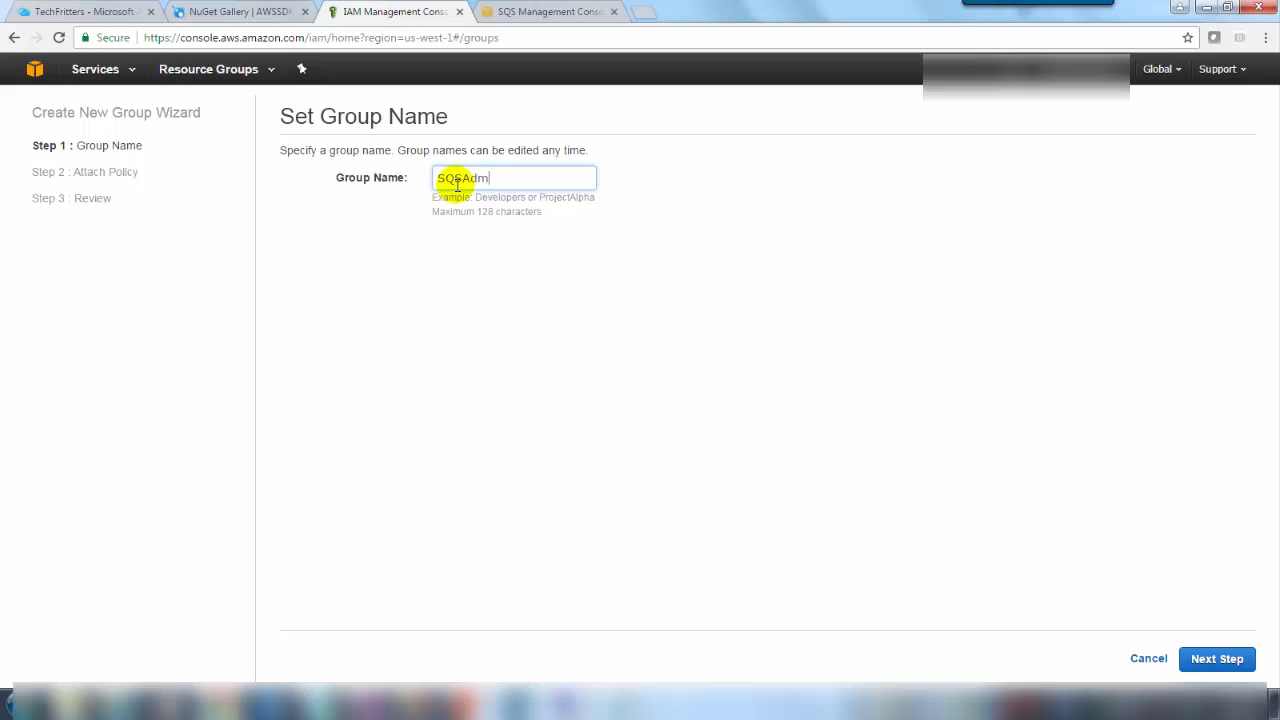 TechFritters - Microsoft
NuGet Gallery | AWSSDK
IAM Management Conso
SQS Management Conso
Secure
https://console.aws.amazon.com/iam/home?region=us-west-1#/groups
Services
Resource Groups
Global
Support
Create New Group Wizard
Step 1 : Group Name
Step 2 : Attach Policy
Step 3 : Review
Set Group Name
Specify a group name. Group names can be edited any time.
Group Name: SQSAdm
Example: Developers or ProjectAlpha
Maximum 128 characters
Cancel
Next Step